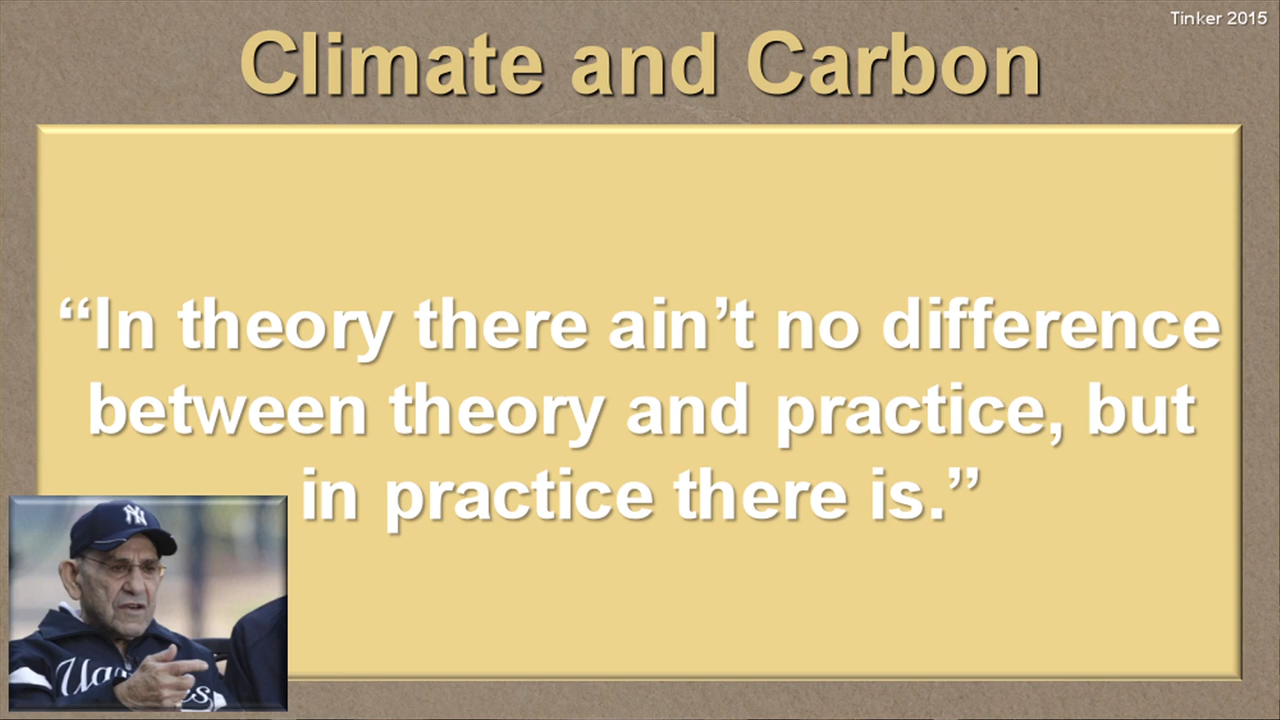 Tinker 2015
Climate and Carbon
“In theory there ain’t no difference
between theory and practice, but
in practice there is.”
NY